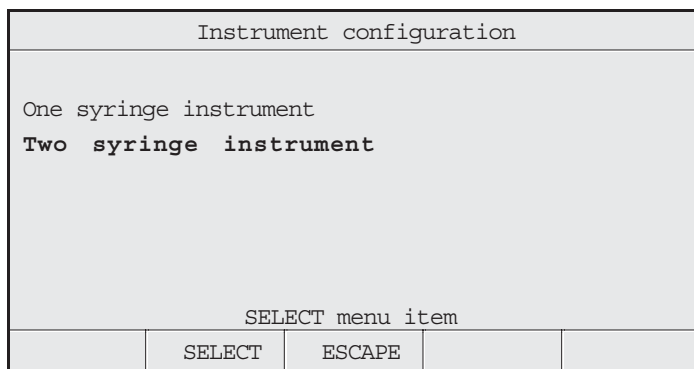 Instrument configuration
One syringe instrument
Two syringe instrument
SELECT menu item
SELECT ESCAPE